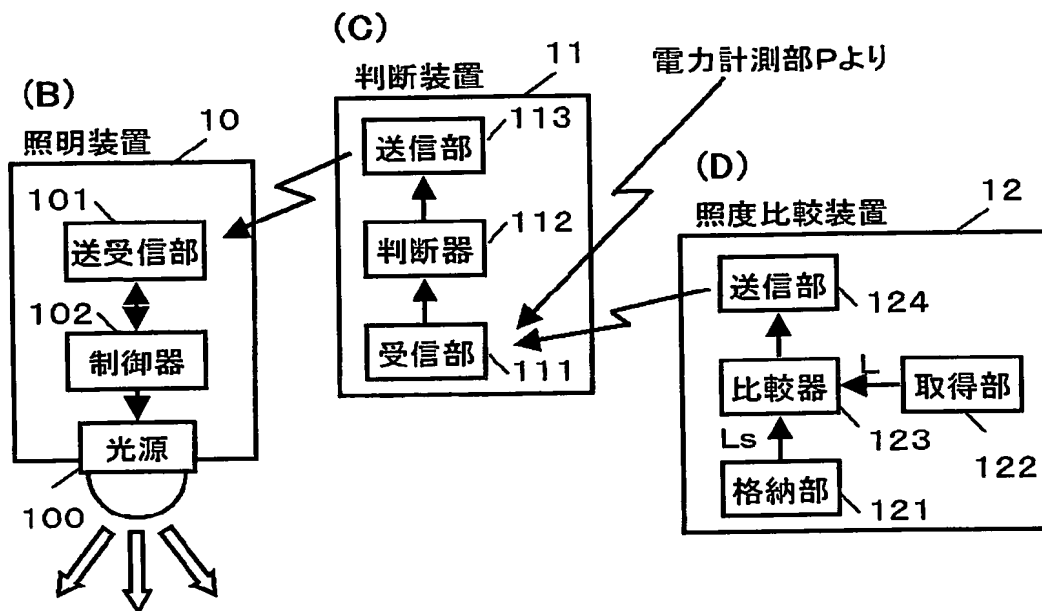 (B)
照明装置
10
101
送受信部
102
制御器
光源
100
(C)
判断装置
11
113
送信部
112
判断器
受信部
111
電力計測部Pより
(D)
照度比較装置
12
送信部
124
比較器
123
L
取得部
122
Ls
格納部
121